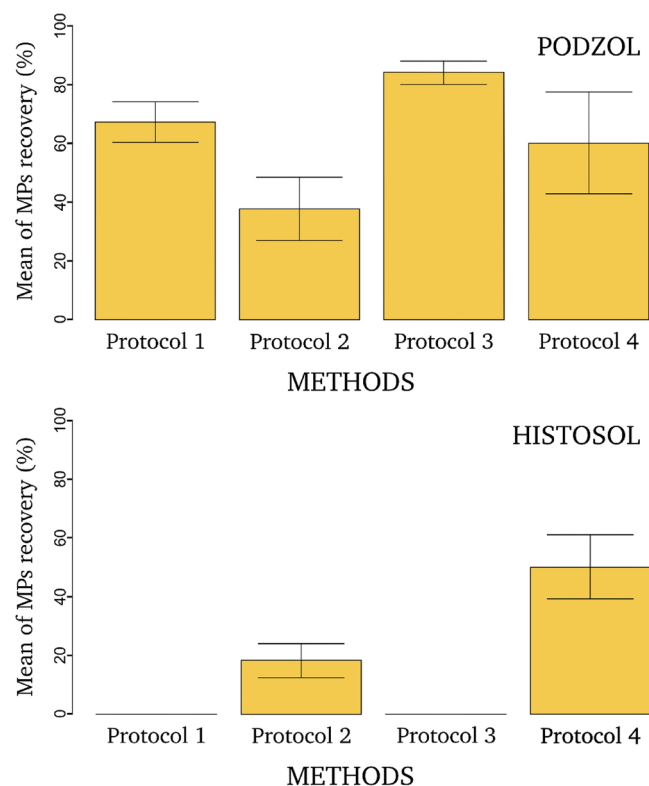 PODZOL
Mean of MPs recovery (%)
100
80
60
40
20
0
Protocol 1 Protocol 2 Protocol 3 Protocol 4
METHODS
HISTOSOL
Mean of MPs recovery (%)
100
80
60
40
20
0
Protocol 1 Protocol 2 Protocol 3 Protocol 4
METHODS